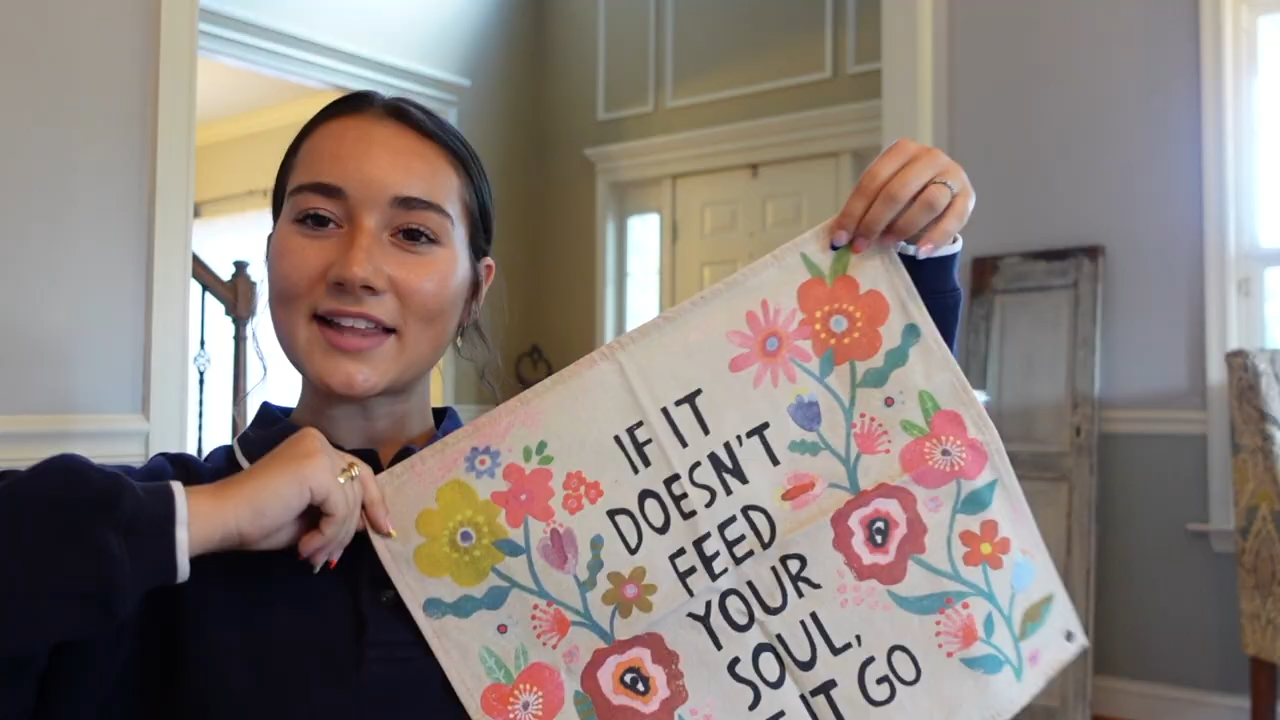 IF IT
DOESN'T
FEED
YOUR
SOUL,
IT GO